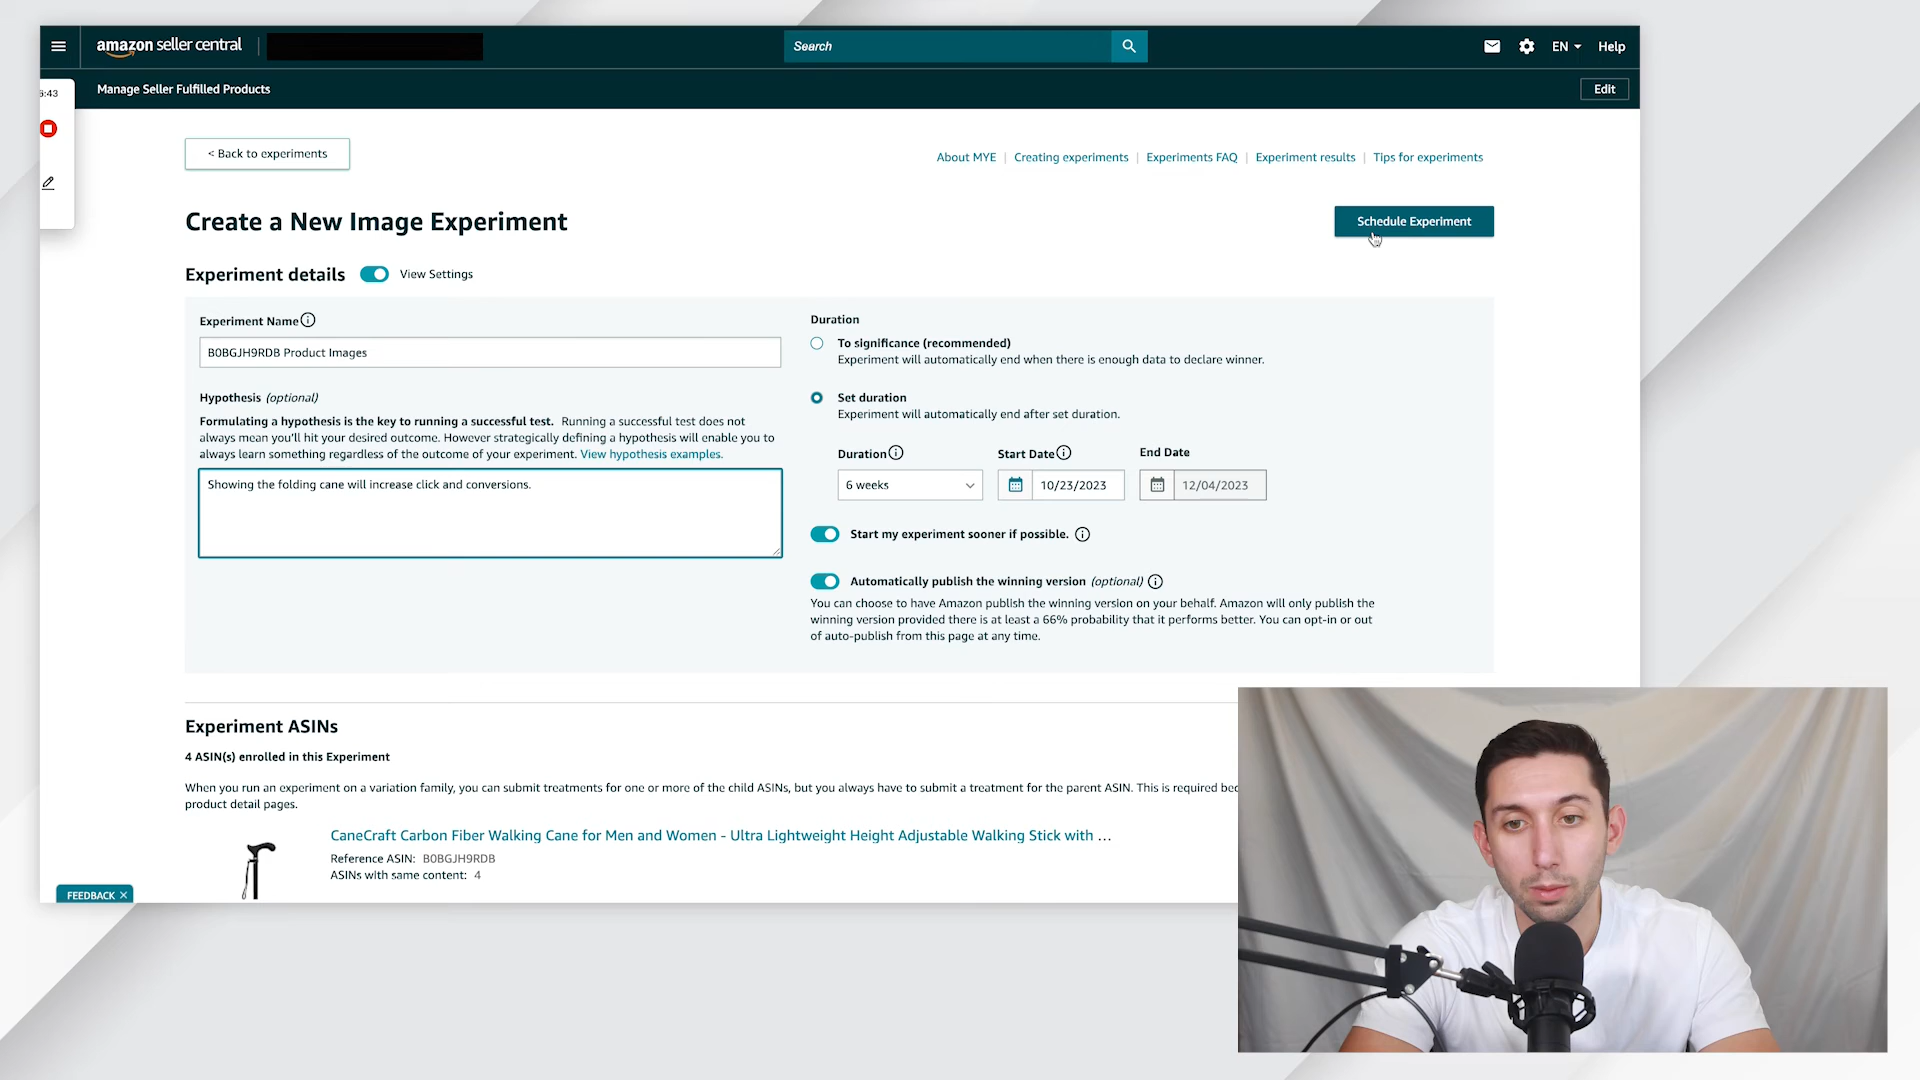 amazon seller central
Search
EN
Help
Manage Seller Fulfilled Products
Edit
:43
< Back to experiments
About MYE | Creating experiments | Experiments FAQ | Experiment results | Tips for experiments
Create a New Image Experiment
Schedule Experiment
Experiment details
View Settings
Experiment Name
B0BGJH9RDB Product Images
Hypothesis (optional)
Formulating a hypothesis is the key to running a successful test. Running a successful test does not
always mean you'll hit your desired outcome. However strategically defining a hypothesis will enable you to
always learn something regardless of the outcome of your experiment. View hypothesis examples.
Showing the folding cane will increase click and conversions.
Duration
To significance (recommended)
Experiment will automatically end when there is enough data to declare winner.
Set duration
Experiment will automatically end after set duration.
Duration
Start Date
End Date
6 weeks
10/23/2023
12/04/2023
Start my experiment sooner if possible.
Automatically publish the winning version (optional)
You can choose to have Amazon publish the winning version on your behalf. Amazon will only publish the
winning version provided there is at least a 66% probability that it performs better. You can opt-in or out
of auto-publish from this page at any time.
Experiment ASINs
4 ASIN(s) enrolled in this Experiment
When you run an experiment on a variation family, you can submit treatments for one or more of the child ASINs, but you always have to submit a treatment for the parent ASIN. This is required
product detail pages.
CaneCraft Carbon Fiber Walking Cane for Men and Women - Ultra Lightweight Height Adjustable Walking Stick with ...
Reference ASIN: B0BGJH9RDB
ASINs with same content: 4
FEEDBACK